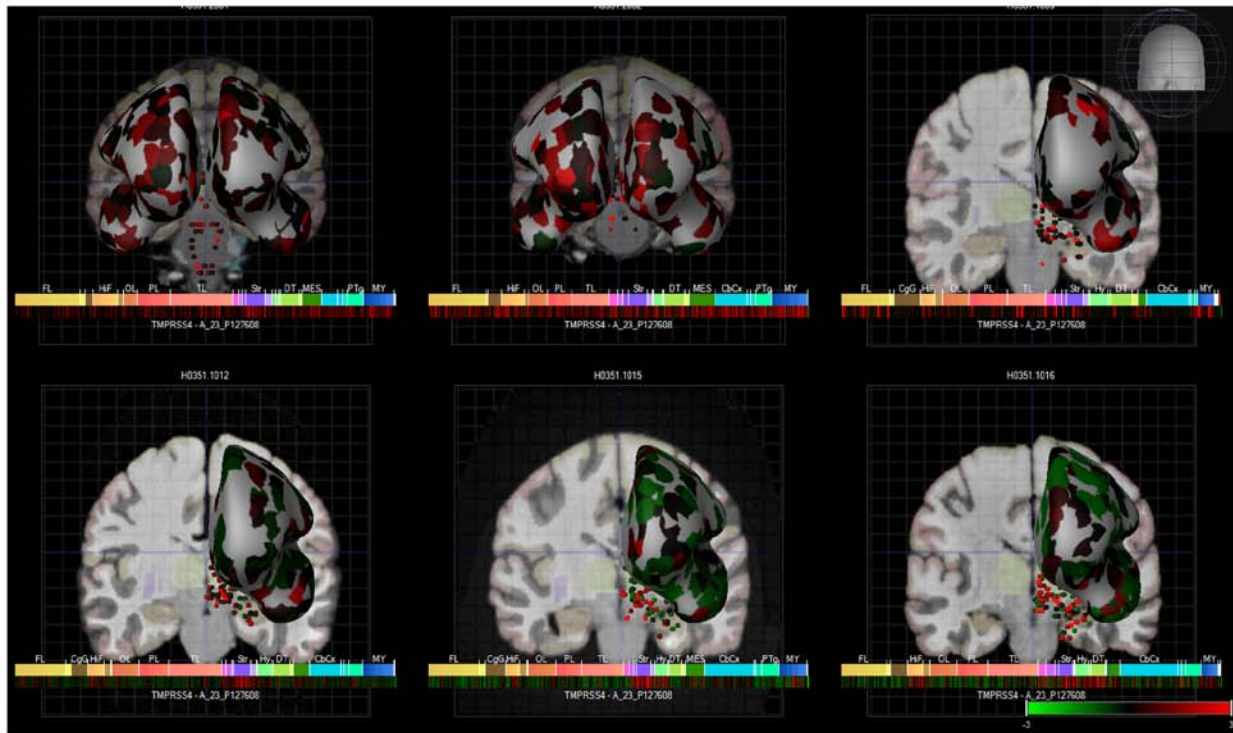 FL HiF OL PL TL Str DT MES PTg MY
TMPRSS4 - A_23_P127608
FL HiF OL PL TL Str DT MES CbCx PTg MY
TMPRSS4 - A_23_P127608
FL CgG HiF OL PL TL Str Hy DT CbCx MY
TMPRSS4 - A_23_P127608
H0351.1012
FL CgG HiF OL PL TL Str Hy DT CbCx MY
TMPRSS4 - A_23_P127608
H0351.1015
FL CgG HiF OL PL TL Str Hy DT MES CbCx PTg MY
TMPRSS4 - A_23_P127608
H0351.1016
FL HiF OL PL TL Str Hy DT CbCx MY
TMPRSS4 - A_23_P127608
-3 3